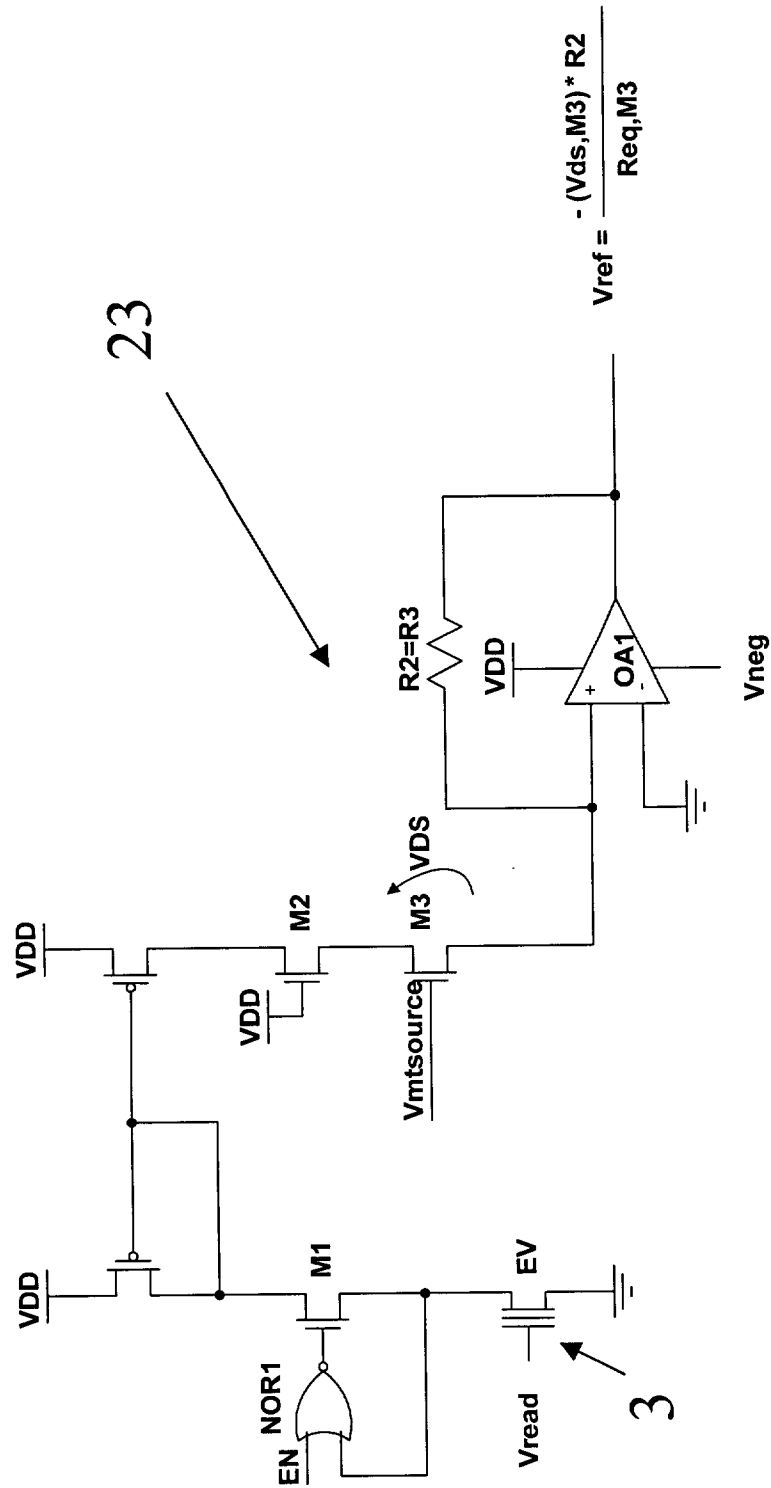 23
VDD
VDD
NOR1
EN
M1
EV
Vread
3
VDD
M2
Vmtsource
M3
VDS
R2=R3
VDD
+
-
OA1
Vneg
Vref = - (Vds,M3) * R2
Req,M3